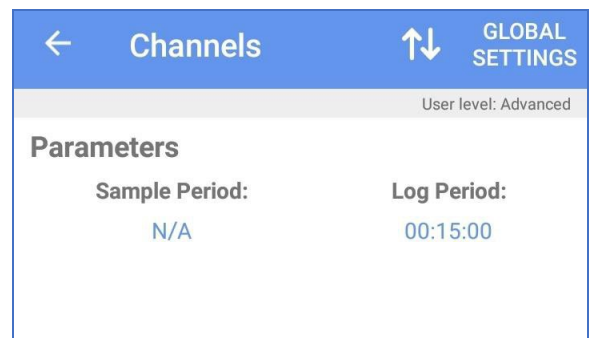 Channels
GLOBAL
SETTINGS
User level: Advanced
Parameters
Sample Period: Log Period:
N/A 00:15:00